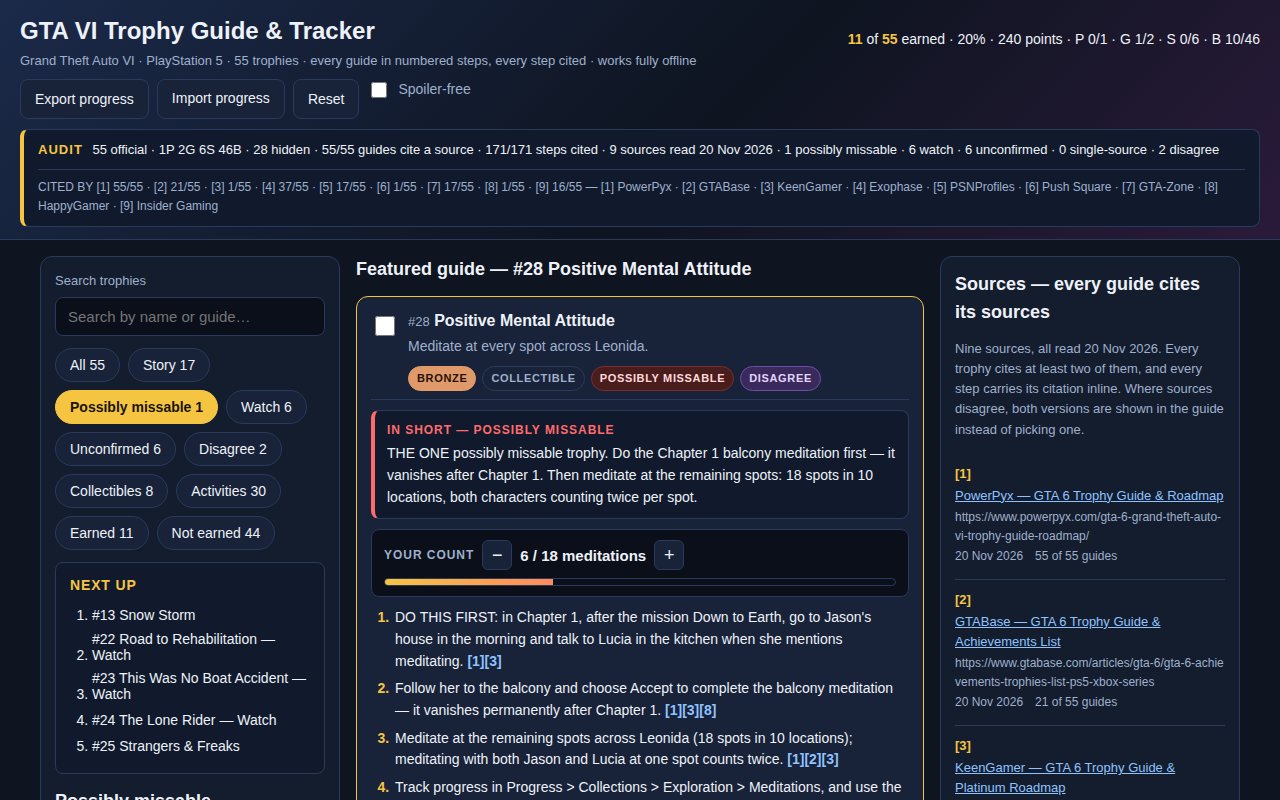 GTA VI Trophy Guide & Tracker
11 of 55 earned · 20% · 240 points · P 0/1 · G 1/2 · S 0/6 · B 10/46
Grand Theft Auto VI · PlayStation 5 · 55 trophies · every guide in numbered steps, every step cited · works fully offline
Export progress
Import progress
Reset
Spoiler-free
AUDIT 55 official · 1P 2G 6S 46B · 28 hidden · 55/55 guides cite a source · 171/171 steps cited · 9 sources read 20 Nov 2026 · 1 possibly missable · 6 watch · 6 unconfirmed · 0 single-source · 2 disagree
CITED BY [1] 55/55 · [2] 21/55 · [3] 1/55 · [4] 37/55 · [5] 17/55 · [6] 1/55 · [7] 17/55 · [8] 1/55 · [9] 16/55 — [1] PowerPyx · [2] GTABase · [3] KeenGamer · [4] Exophase · [5] PSNProfiles · [6] Push Square · [7] GTA-Zone · [8]
HappyGamer · [9] Insider Gaming
Search trophies
Search by name or guide…
All 55
Story 17
Possibly missable 1
Watch 6
Unconfirmed 6
Disagree 2
Collectibles 8
Activities 30
Earned 11
Not earned 44
NEXT UP
1. #13 Snow Storm
#22 Road to Rehabilitation —
2. Watch
#23 This Was No Boat Accident —
3. Watch
4. #24 The Lone Rider — Watch
5. #25 Strangers & Freaks
Possibly missable
Featured guide — #28 Positive Mental Attitude
#28 Positive Mental Attitude
Meditate at every spot across Leonida.
BRONZE
COLLECTIBLE
POSSIBLY MISSABLE
DISAGREE
IN SHORT — POSSIBLY MISSABLE
THE ONE possibly missable trophy. Do the Chapter 1 balcony meditation first — it
vanishes after Chapter 1. Then meditate at the remaining spots: 18 spots in 10
locations, both characters counting twice per spot.
YOUR COUNT − 6 / 18 meditations +
1. DO THIS FIRST: in Chapter 1, after the mission Down to Earth, go to Jason's
house in the morning and talk to Lucia in the kitchen when she mentions
meditating. [1][3]
2. Follow her to the balcony and choose Accept to complete the balcony meditation
— it vanishes permanently after Chapter 1. [1][3][8]
3. Meditate at the remaining spots across Leonida (18 spots in 10 locations);
meditating with both Jason and Lucia at one spot counts twice. [1][2][3]
4. Track progress in Progress > Collections > Exploration > Meditations, and use the
Sources — every guide cites
its sources
Nine sources, all read 20 Nov 2026. Every
trophy cites at least two of them, and every
step carries its citation inline. Where sources
disagree, both versions are shown in the guide
instead of picking one.
[1]
PowerPyx — GTA 6 Trophy Guide & Roadmap
https://www.powerpyx.com/gta-6-grand-theft-auto-
vi-trophy-guide-roadmap/
20 Nov 2026 55 of 55 guides
[2]
GTABase — GTA 6 Trophy Guide &
Achievements List
https://www.gtabase.com/articles/gta-6/gta-6-achie
vements-trophies-list-ps5-xbox-series
20 Nov 2026 21 of 55 guides
[3]
KeenGamer — GTA 6 Trophy Guide &
Platinum Roadmap